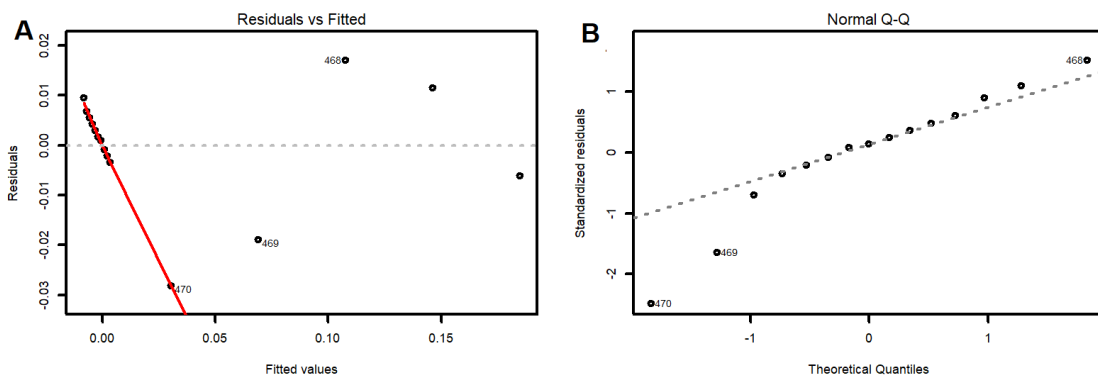 A
Residuals vs Fitted
Residuals
0.02
0.01
0.00
-0.01
-0.02
-0.03
468
469
470
0.00
0.05
0.10
0.15
Fitted values
B
Normal Q-Q
Standardized residuals
1
0
-1
-2
468
469
470
-1
0
1
Theoretical Quantiles